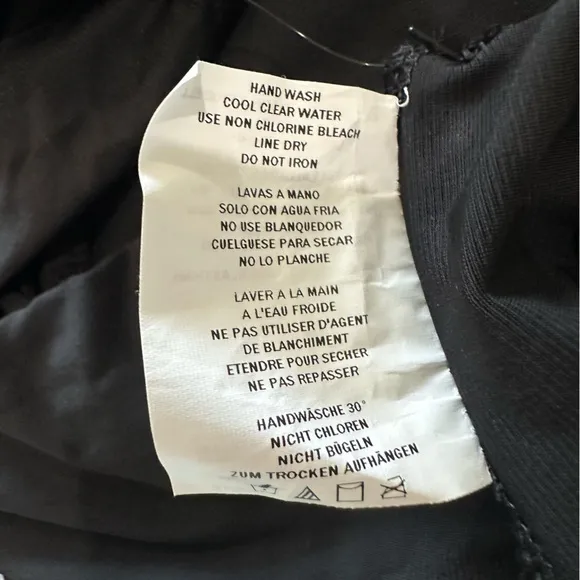 HAND WASH
COOL CLEAR WATER
USE NON CHLORINE BLEACH
LINE DRY
DO NOT IRON
LAVAS A MANO
SOLO CON AGUA FRIA
NO USE BLANQUEDOR
CUELGUESE PARA SECAR
NO LO PLANCHE
LAVER A LA MAIN
A L'EAU FROIDE
NE PAS UTILISER D'AGENT
DE BLANCHIMENT
ETENDRE POUR SECHER
NE PAS REPASSER
HANDWÄSCHE 30°
NICHT CHLOREN
NICHT BÜGELN
ZUM TROCKEN AUFHÄNGEN